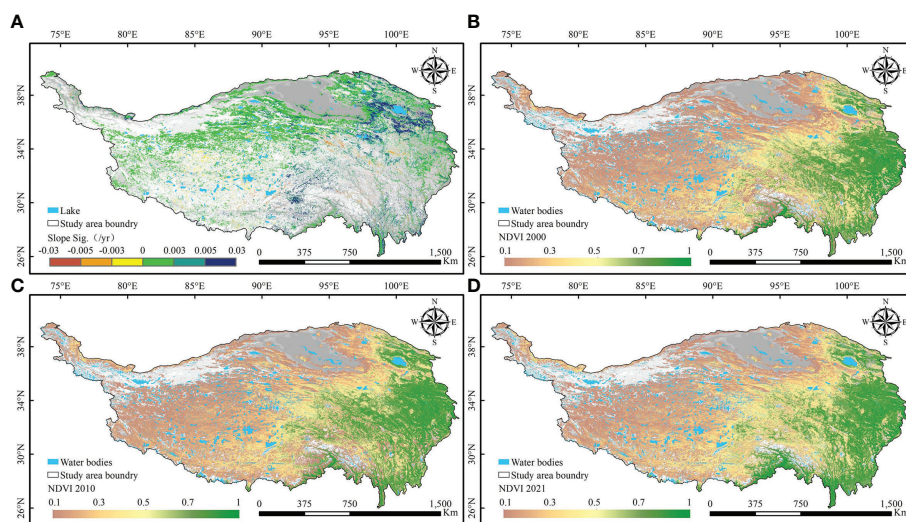 A
75°E 80°E 85°E 90°E 95°E 100°E
N
W E
S
38°N
34°N
30°N
26°N
Lake
Study area boundry
Slope Sig. (/yr)
-0.03 -0.005 -0.003 0 0.003 0.005 0.03
0 375 750 1,500
Km
B
75°E 80°E 85°E 90°E 95°E 100°E
N
W E
S
38°N
34°N
30°N
26°N
Water bodies
Study area boundry
NDVI 2000
0.1 0.3 0.5 0.7 1
0 375 750 1,500
Km
C
75°E 80°E 85°E 90°E 95°E 100°E
N
W E
S
38°N
34°N
30°N
26°N
Water bodies
Study area boundry
NDVI 2010
0.1 0.3 0.5 0.7 1
0 375 750 1,500
Km
D
75°E 80°E 85°E 90°E 95°E 100°E
N
W E
S
38°N
34°N
30°N
26°N
Water bodies
Study area boundry
NDVI 2021
0.1 0.3 0.5 0.7 1
0 375 750 1,500
Km